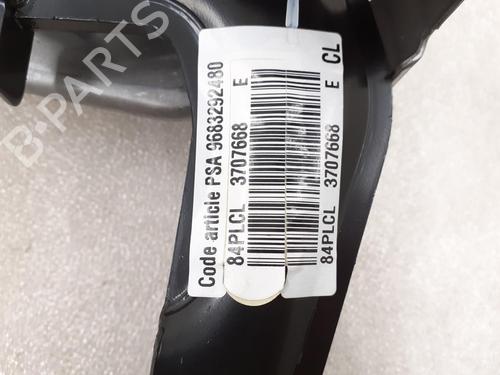 B-PARTS
Code article PSA 9683292480
84PLCL 3707668 E
84PLCL 3707668 E CL